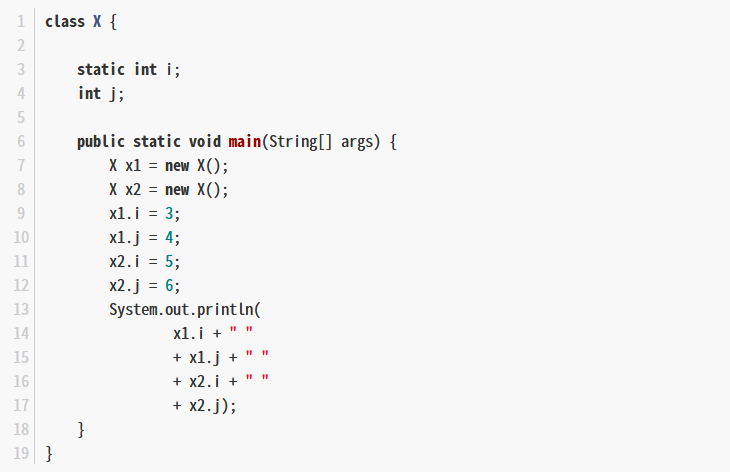 1 class X {
2
3     static int i;
4     int j;
5
6     public static void main(String[] args) {
7         X x1 = new X();
8         X x2 = new X();
9         x1.i = 3;
10         x1.j = 4;
11         x2.i = 5;
12         x2.j = 6;
13         System.out.println(
14                 x1.i + " "
15                 + x1.j + " "
16                 + x2.i + " "
17                 + x2.j);
18     }
19 }